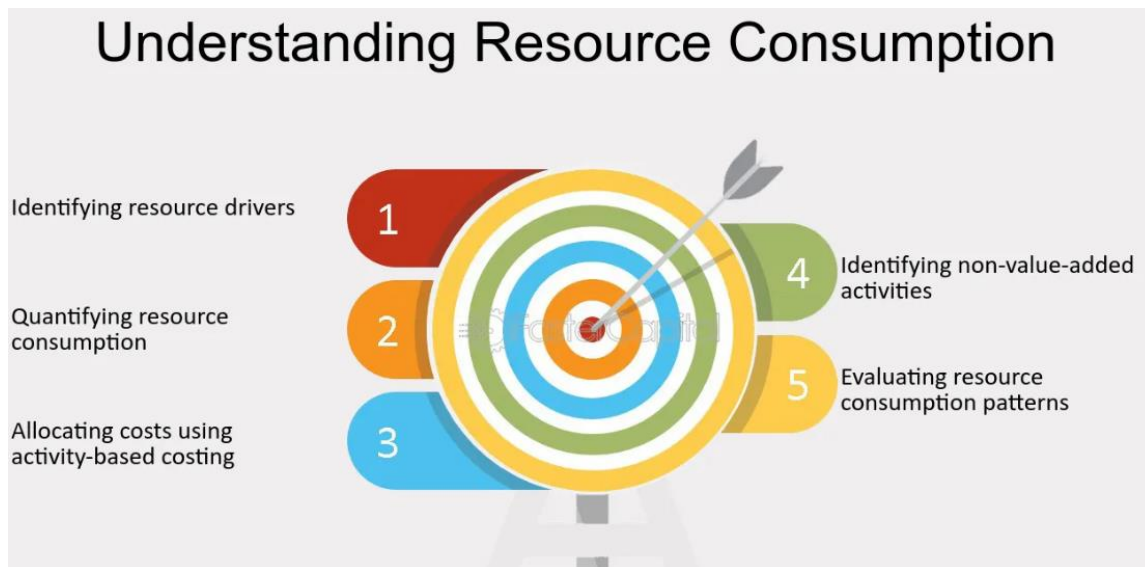 Understanding Resource Consumption
1
Identifying resource drivers
2
Quantifying resource
consumption
3
Allocating costs using
activity-based costing
4
Identifying non-value-added
activities
5
Evaluating resource
consumption patterns
FasterCapital